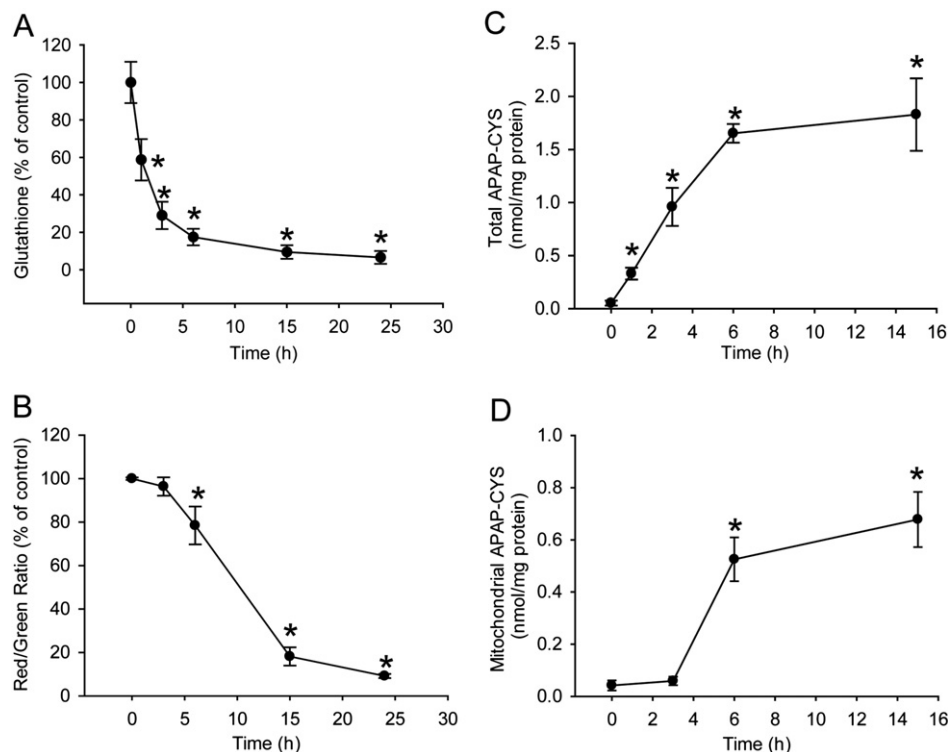 A
Glutathione (% of control)
120
100
80
60
40
20
0
*
*
*
*
*
0 5 10 15 20 25 30
Time (h)
B
Red/Green Ratio (% of control)
120
100
80
60
40
20
0
*
*
*
0 5 10 15 20 25 30
Time (h)
C
Total APAP-CYS
(nmol/mg protein)
2.5
2.0
1.5
1.0
0.5
0.0
*
*
*
*
0 2 4 6 8 10 12 14 16
Time (h)
D
Mitochondrial APAP-CYS
(nmol/mg protein)
1.0
0.8
0.6
0.4
0.2
0.0
*
*
0 2 4 6 8 10 12 14 16
Time (h)